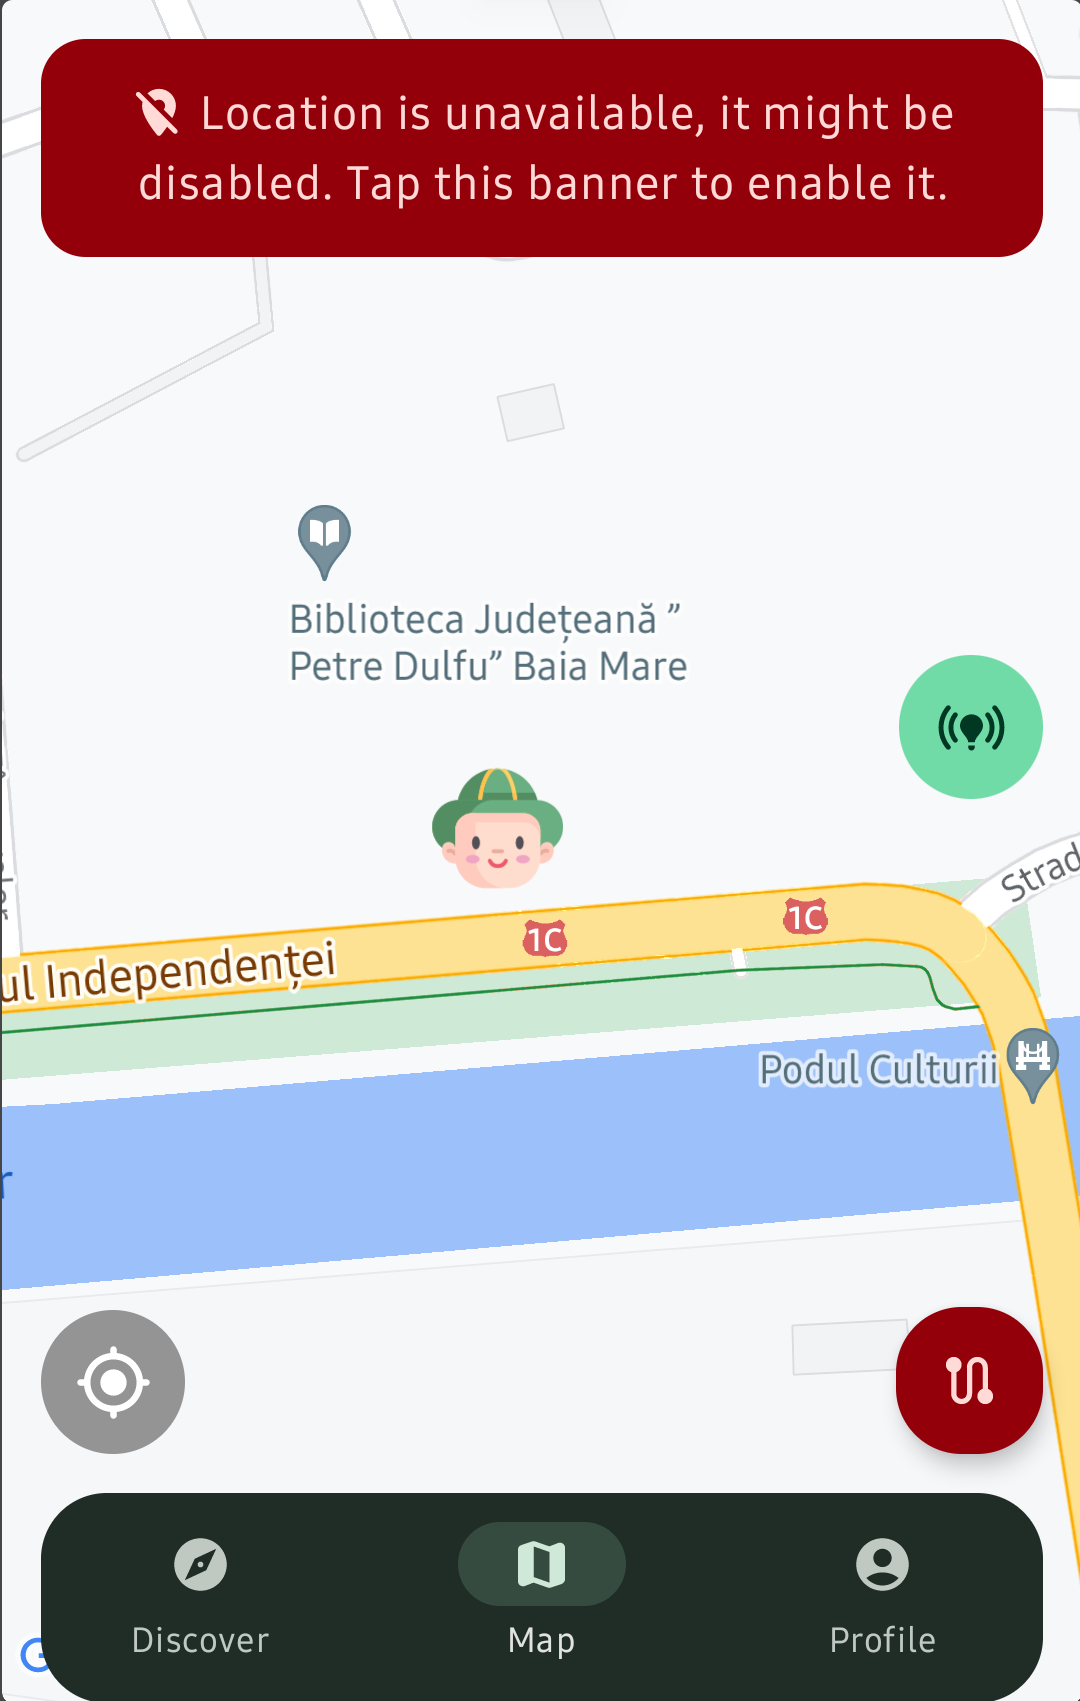 Location is unavailable, it might be
disabled. Tap this banner to enable it.
Biblioteca Județeană ”
Petre Dulfu” Baia Mare
Strad
1C
1C
ul Independenței
Podul Culturii
r
Discover
Map
Profile
G